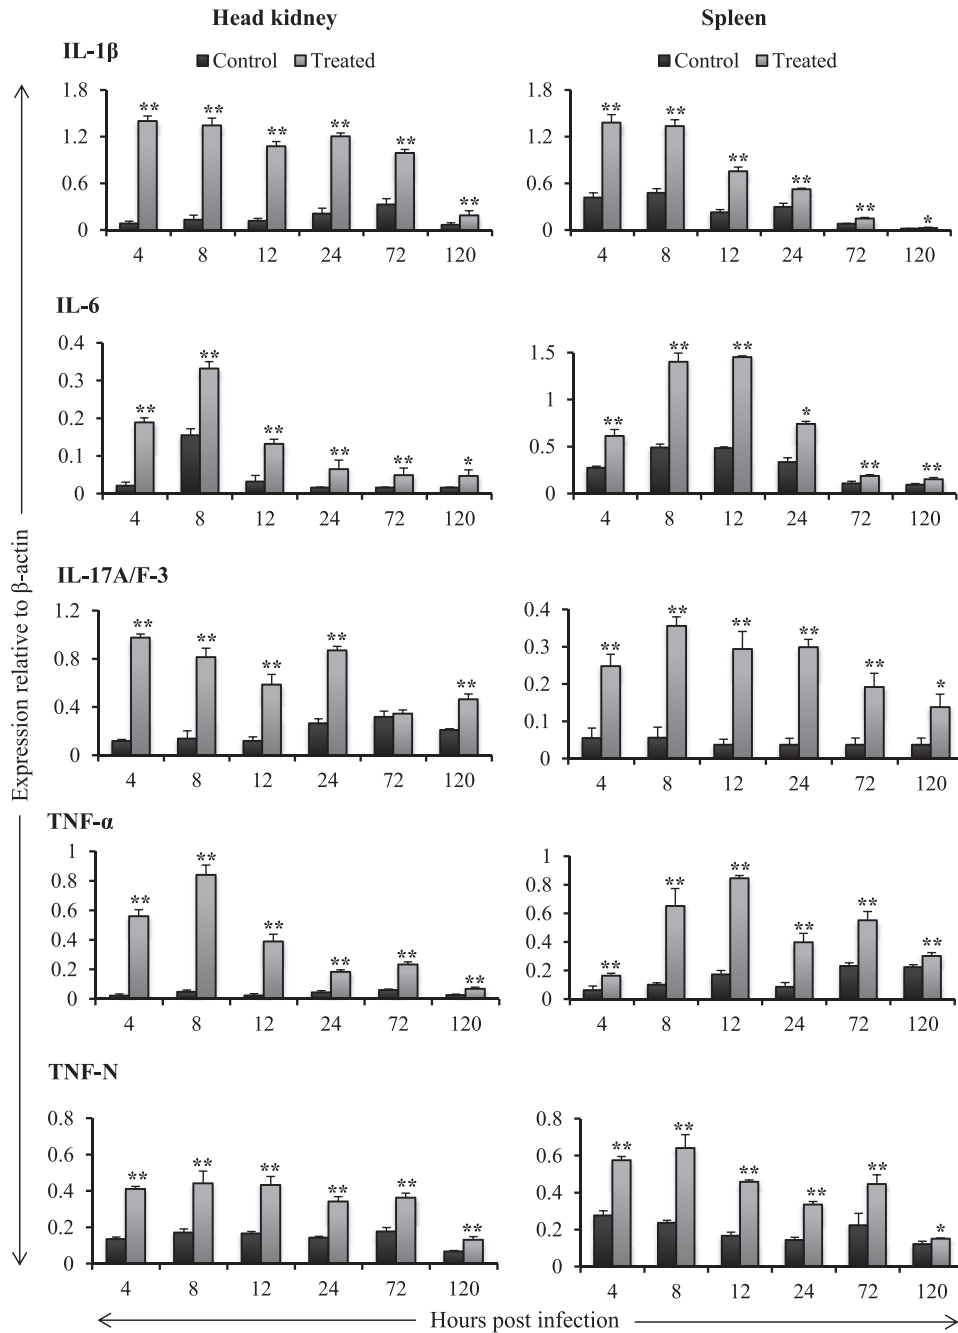 Head kidney
Spleen
IL-1β
Control Treated
Control Treated
1.8
1.2
0.6
0
** ** ** ** ** **
4 8 12 24 72 120
1.8
1.2
0.6
0
** ** ** ** ** *
4 8 12 24 72 120
IL-6
0.4
0.3
0.2
0.1
0
** ** ** ** ** *
4 8 12 24 72 120
1.5
1
0.5
0
** ** ** * ** **
4 8 12 24 72 120
IL-17A/F-3
1.2
0.8
0.4
0
** ** ** ** **
4 8 12 24 72 120
0.4
0.3
0.2
0.1
0
** ** ** ** ** *
4 8 12 24 72 120
TNF-α
1
0.8
0.6
0.4
0.2
0
** ** ** ** ** **
4 8 12 24 72 120
1
0.8
0.6
0.4
0.2
0
** ** ** ** ** **
4 8 12 24 72 120
TNF-N
0.8
0.6
0.4
0.2
0
** ** ** ** ** **
4 8 12 24 72 120
0.8
0.6
0.4
0.2
0
** ** ** ** ** *
4 8 12 24 72 120
Expression relative to β-actin
Hours post infection